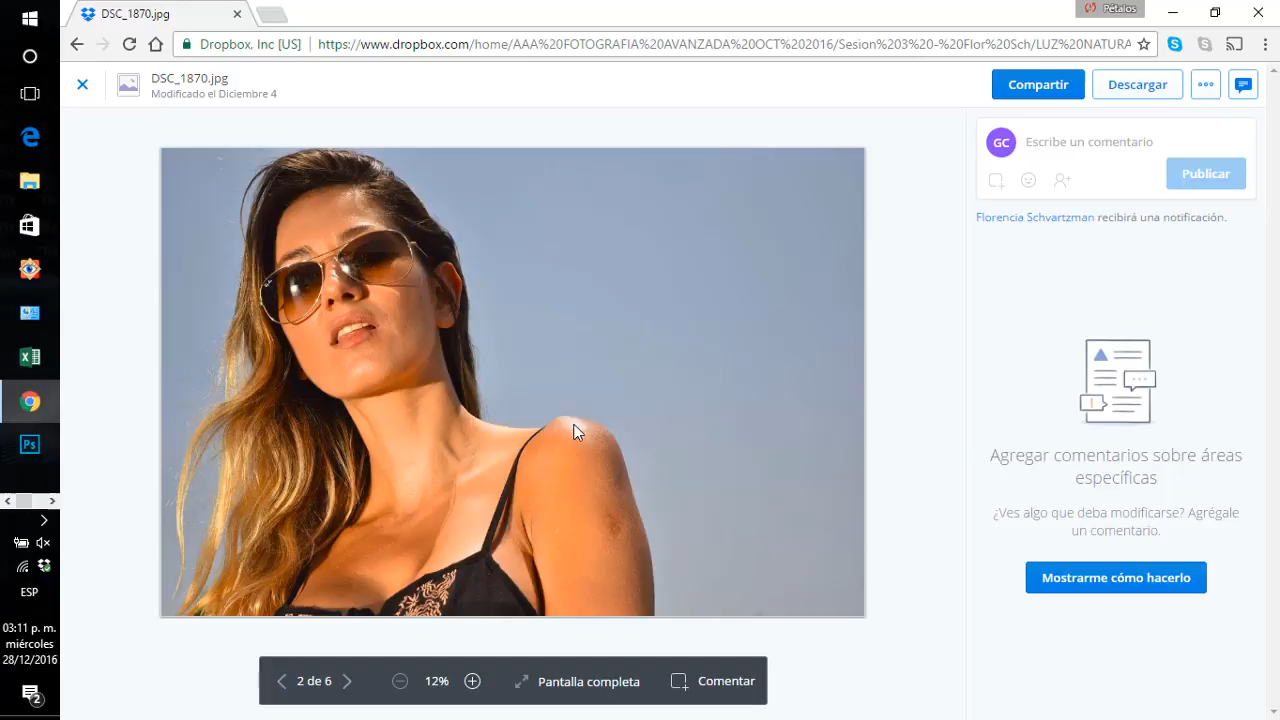 DSC_1870.jpg
Pétalos
Dropbox, Inc [US] https://www.dropbox.com/home/AAA%20FOTOGRAFIA%20AVANZADA%20OCT%202016/Sesion%203%20-%20Flor%20Sch/LUZ%20NATURA
DSC_1870.jpg
Modificado el Diciembre 4
Compartir
Descargar
GC
Escribe un comentario
Publicar
Florencia Schvartzman recibirá una notificación.
Agregar comentarios sobre áreas
específicas
¿Ves algo que deba modificarse? Agrégale
un comentario.
Mostrarme cómo hacerlo
2 de 6
12%
Pantalla completa
Comentar
Ps
ESP
03:11 p. m.
miércoles
28/12/2016
2